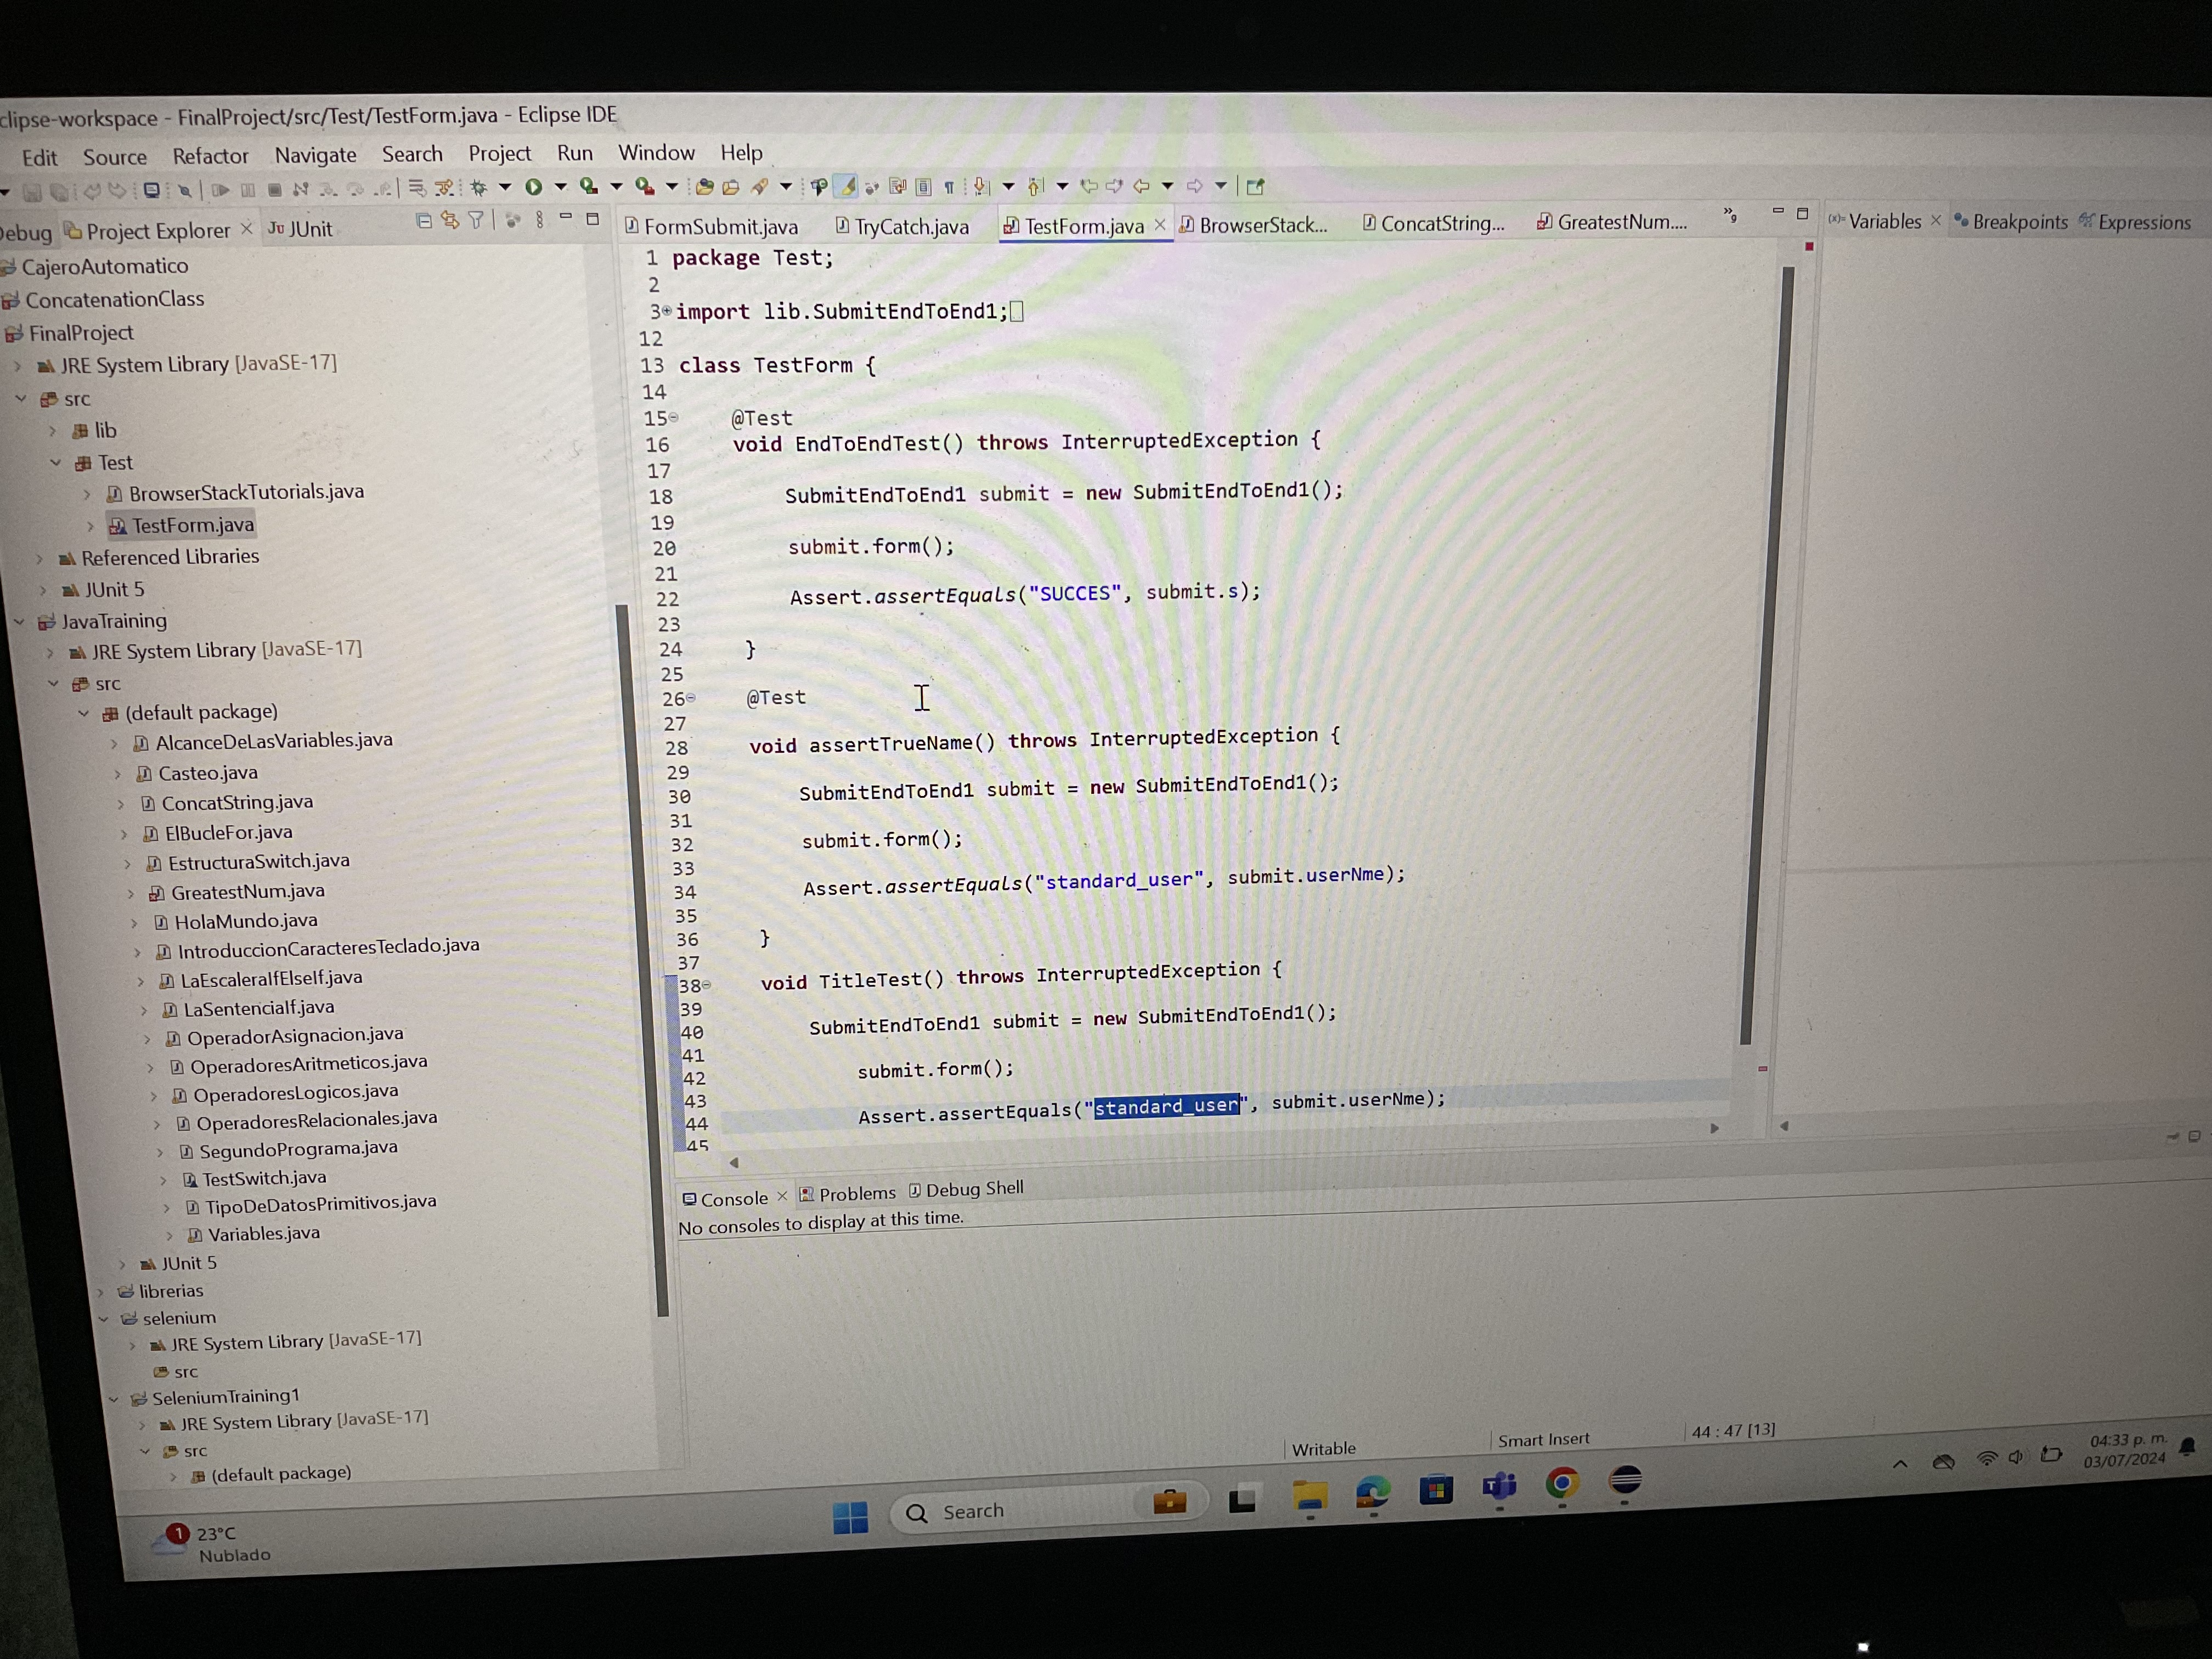 clipse-workspace - FinalProject/src/Test/TestForm.java - Eclipse IDE
Edit Source Refactor Navigate Search Project Run Window Help
ebug Project Explorer × Ju JUnit
FormSubmit.java TryCatch.java TestForm.java × BrowserStack... ConcatString... GreatestNum.... »9
(x)= Variables × Breakpoints Expressions
CajeroAutomatico
ConcatenationClass
FinalProject
JRE System Library [JavaSE-17]
src
lib
Test
BrowserStackTutorials.java
TestForm.java
Referenced Libraries
JUnit 5
JavaTraining
JRE System Library [JavaSE-17]
src
(default package)
AlcanceDeLasVariables.java
Casteo.java
ConcatString.java
ElBucleFor.java
EstructuraSwitch.java
GreatestNum.java
HolaMundo.java
IntroduccionCaracteresTeclado.java
LaEscaleraIfElseIf.java
LaSentenciaIf.java
OperadorAsignacion.java
OperadoresAritmeticos.java
OperadoresLogicos.java
OperadoresRelacionales.java
SegundoPrograma.java
TestSwitch.java
TipoDeDatosPrimitivos.java
Variables.java
JUnit 5
librerias
selenium
JRE System Library [JavaSE-17]
src
SeleniumTraining1
JRE System Library [JavaSE-17]
src
(default package)
1 package Test;
2
3 import lib.SubmitEndToEnd1;
12
13 class TestForm {
14
15 @Test
16 void EndToEndTest() throws InterruptedException {
17
18 SubmitEndToEnd1 submit = new SubmitEndToEnd1();
19
20 submit.form();
21
22 Assert.assertEquals("SUCCES", submit.s);
23
24 }
25
26 @Test
27
28 void assertTrueName() throws InterruptedException {
29
30 SubmitEndToEnd1 submit = new SubmitEndToEnd1();
31
32 submit.form();
33
34 Assert.assertEquals("standard_user", submit.userNme);
35
36 }
37
38 void TitleTest() throws InterruptedException {
39
40 SubmitEndToEnd1 submit = new SubmitEndToEnd1();
41
42 submit.form();
43
44 Assert.assertEquals("standard_user", submit.userNme);
45
Console × Problems Debug Shell
No consoles to display at this time.
Writable Smart Insert 44 : 47 [13]
1 23°C
Nublado
Search
04:33 p. m.
03/07/2024